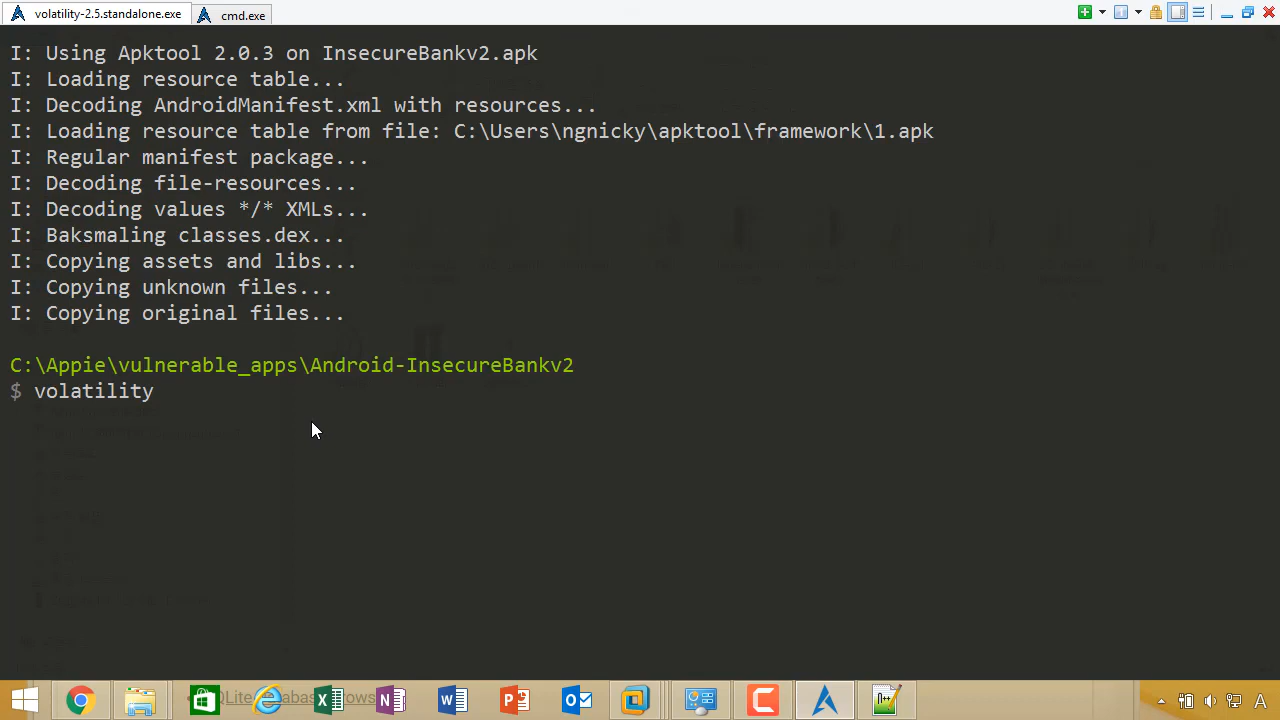 volatility-2.5.standalone.exe
cmd.exe
I: Using Apktool 2.0.3 on InsecureBankv2.apk
I: Loading resource table...
I: Decoding AndroidManifest.xml with resources...
I: Loading resource table from file: C:\Users\ngnicky\apktool\framework\1.apk
I: Regular manifest package...
I: Decoding file-resources...
I: Decoding values */* XMLs...
I: Baksmaling classes.dex...
I: Copying assets and libs...
I: Copying unknown files...
I: Copying original files...
C:\Appie\vulnerable_apps\Android-InsecureBankv2
$ volatility
A